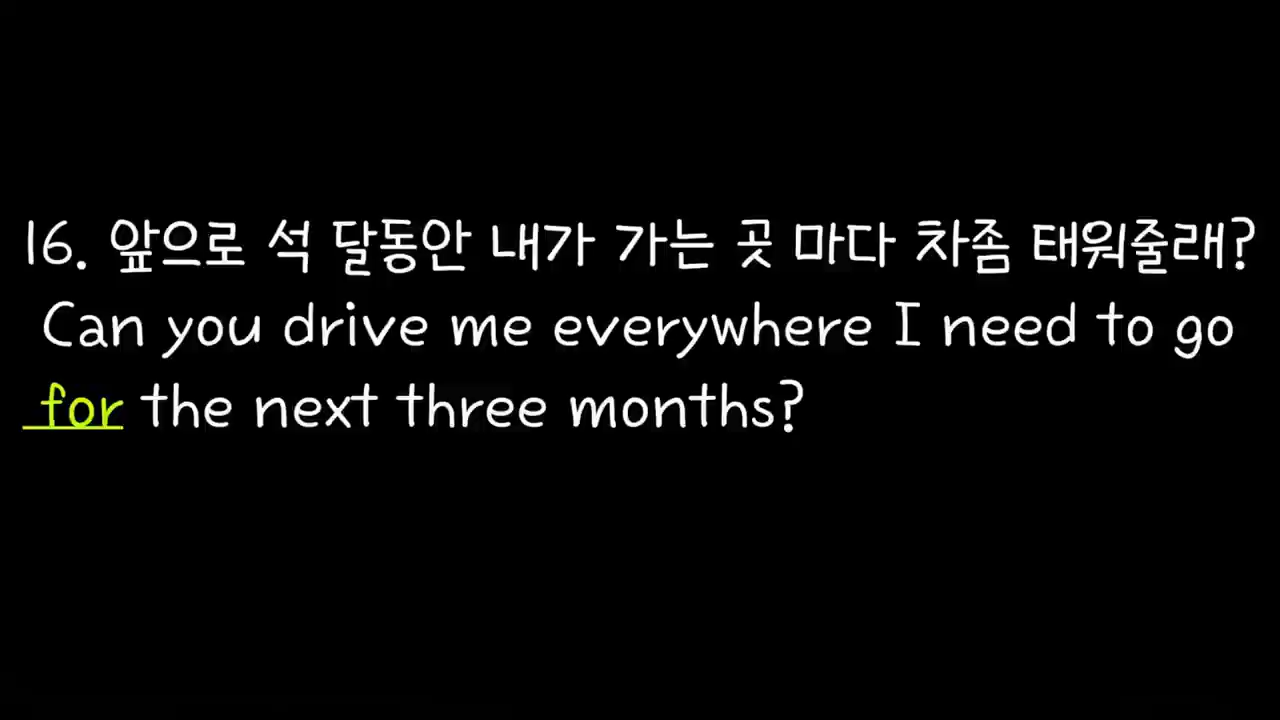 16. 앞으로 석 달동안 내가 가는 곳 마다 차좀 태워줄래?
Can you drive me everywhere I need to go
for the next three months?